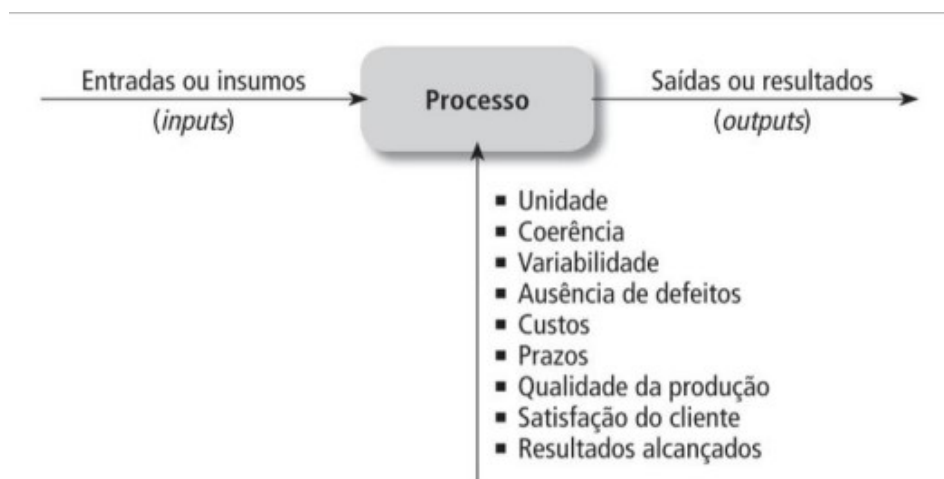 Entradas ou insumos
(inputs)
Processo
Saídas ou resultados
(outputs)
▪ Unidade
▪ Coerência
▪ Variabilidade
▪ Ausência de defeitos
▪ Custos
▪ Prazos
▪ Qualidade da produção
▪ Satisfação do cliente
▪ Resultados alcançados